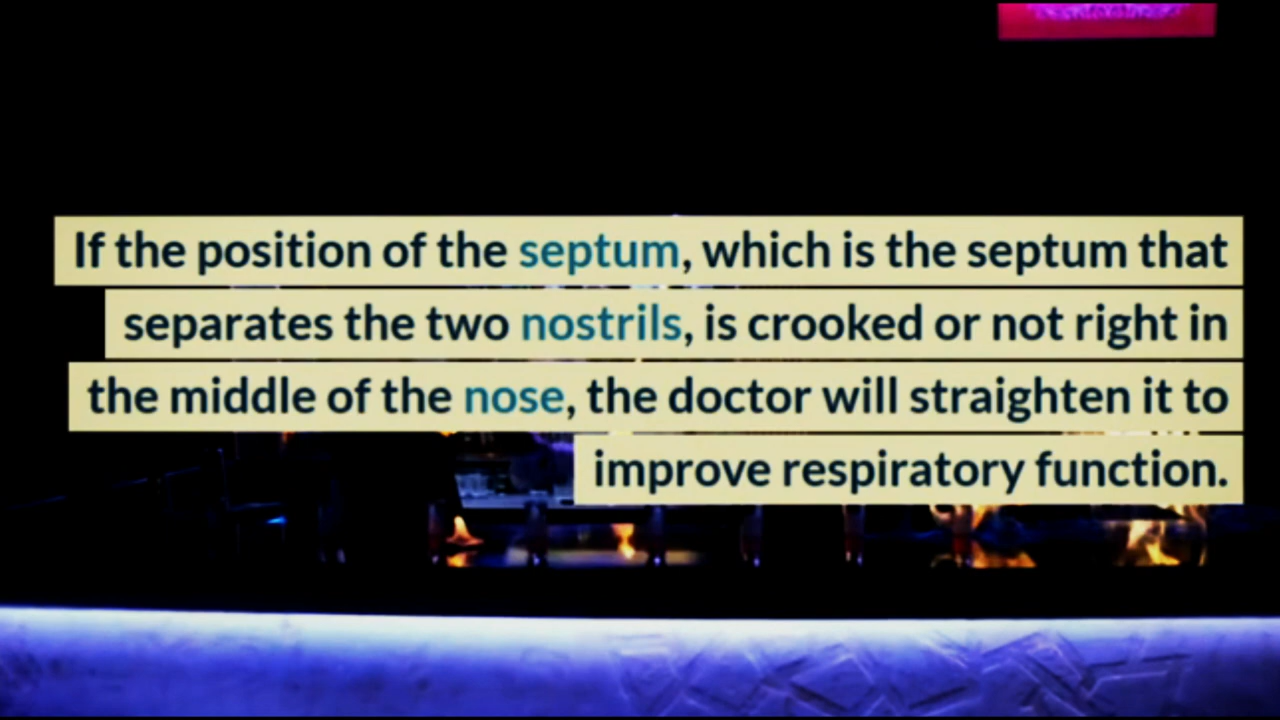 If the position of the septum, which is the septum that
separates the two nostrils, is crooked or not right in
the middle of the nose, the doctor will straighten it to
improve respiratory function.